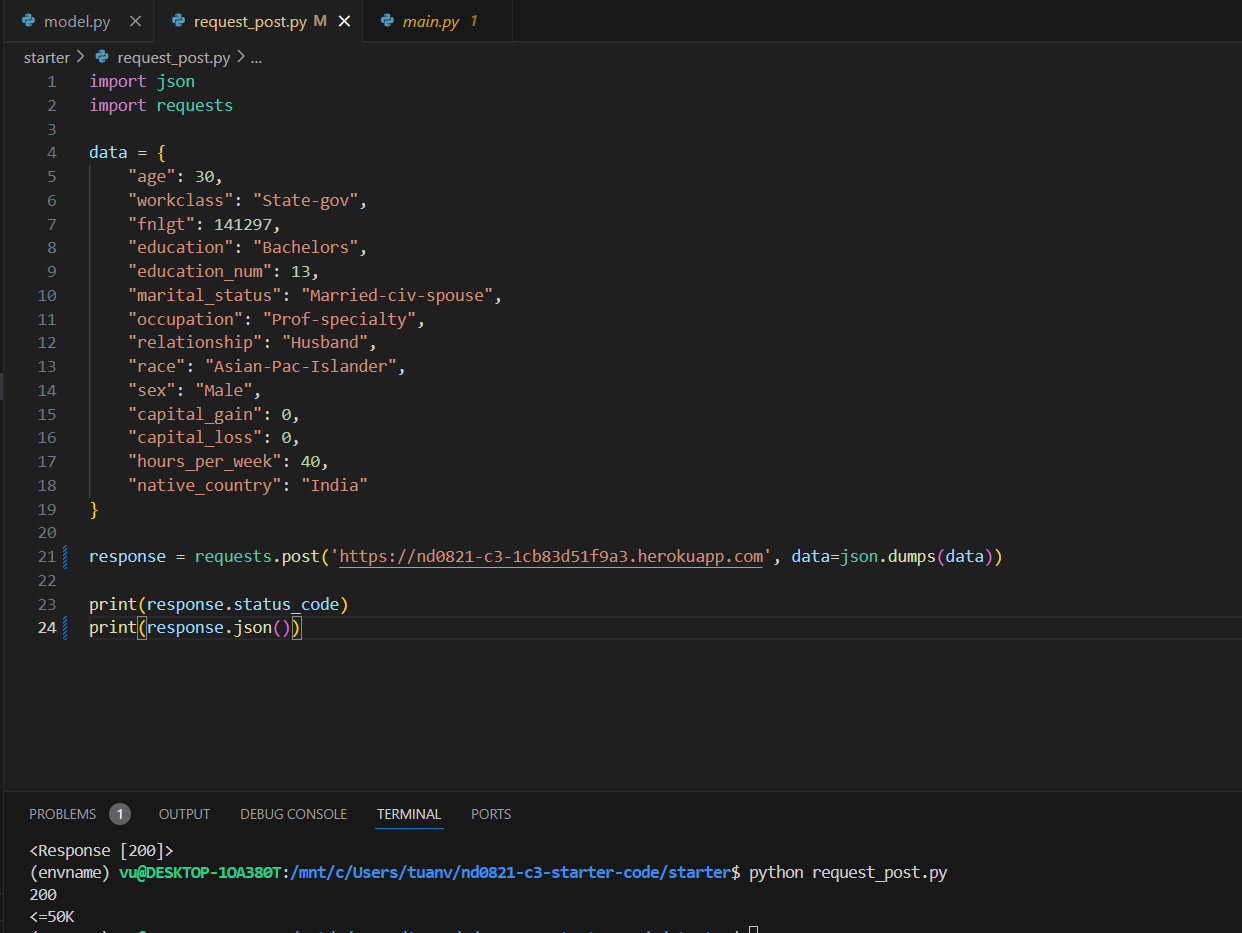 model.py
request_post.py M
main.py 1
starter > request_post.py > ...
1 import json
2 import requests
3
4 data = {
5     "age": 30,
6     "workclass": "State-gov",
7     "fnlgt": 141297,
8     "education": "Bachelors",
9     "education_num": 13,
10     "marital_status": "Married-civ-spouse",
11     "occupation": "Prof-specialty",
12     "relationship": "Husband",
13     "race": "Asian-Pac-Islander",
14     "sex": "Male",
15     "capital_gain": 0,
16     "capital_loss": 0,
17     "hours_per_week": 40,
18     "native_country": "India"
19 }
20
21 response = requests.post('https://nd0821-c3-1cb83d51f9a3.herokuapp.com', data=json.dumps(data))
22
23 print(response.status_code)
24 print(response.json())
PROBLEMS 1 OUTPUT DEBUG CONSOLE TERMINAL PORTS
<Response [200]>
(envname) vu@DESKTOP-1OA380T:/mnt/c/Users/tuanv/nd0821-c3-starter-code/starter$ python request_post.py
200
<=50K